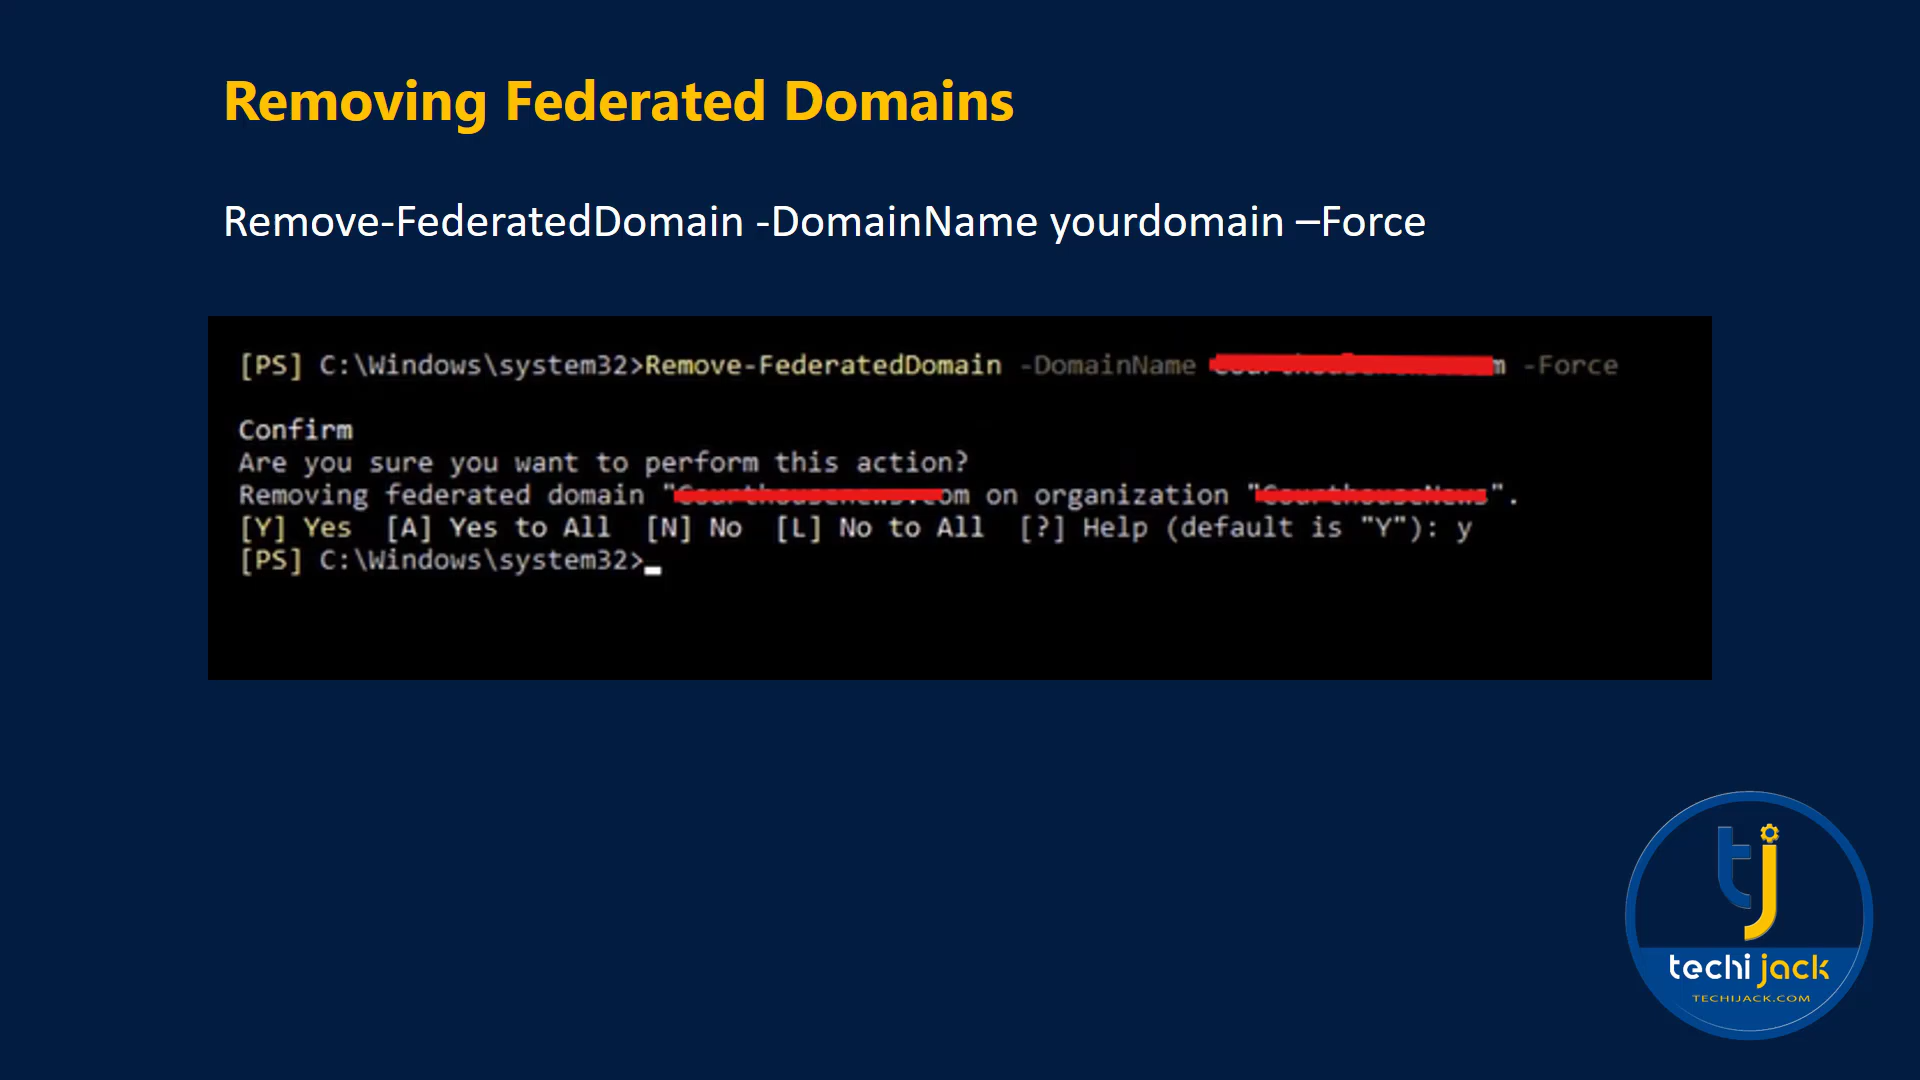 Removing Federated Domains
Remove-FederatedDomain -DomainName yourdomain –Force
[PS] C:\Windows\system32>Remove-FederatedDomain -DomainName m -Force
Confirm
Are you sure you want to perform this action?
Removing federated domain "om on organization "".
[Y] Yes [A] Yes to All [N] No [L] No to All [?] Help (default is "Y"): y
[PS] C:\Windows\system32>
tj
techi jack
TECHIJACK.COM